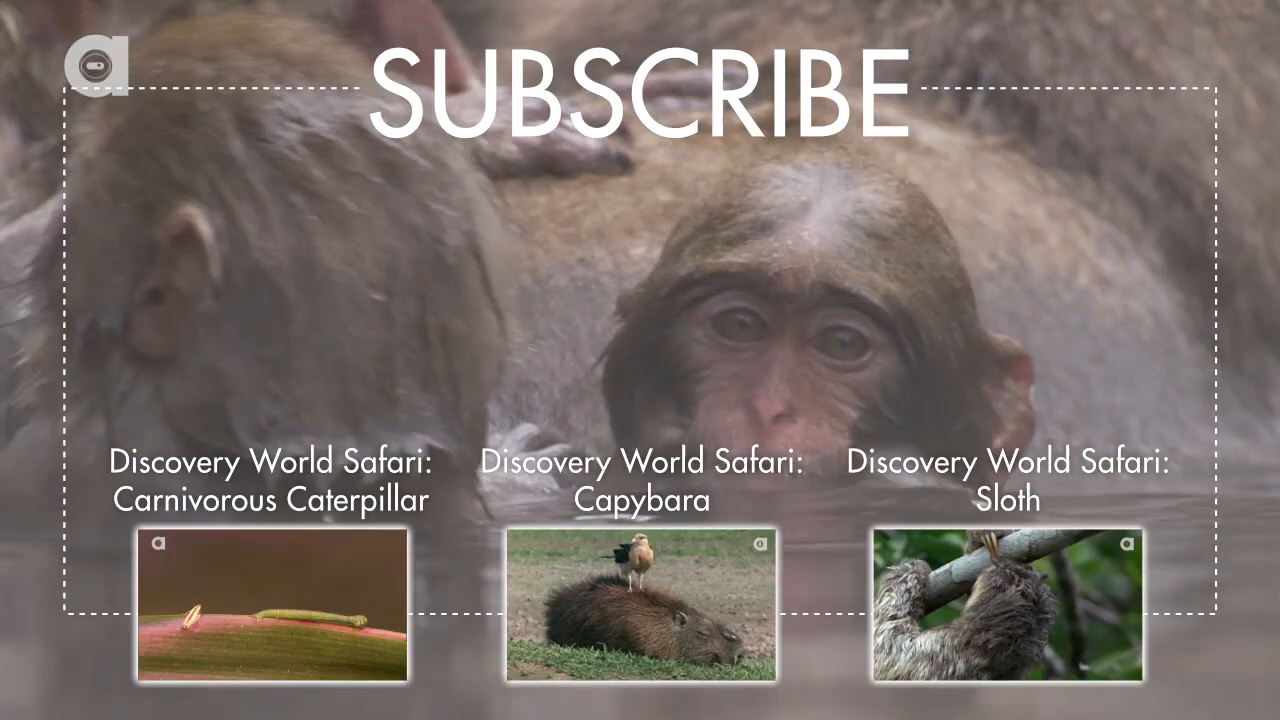 a
SUBSCRIBE
Discovery World Safari:
Carnivorous Caterpillar
Discovery World Safari:
Capybara
Discovery World Safari:
Sloth
a
a
a